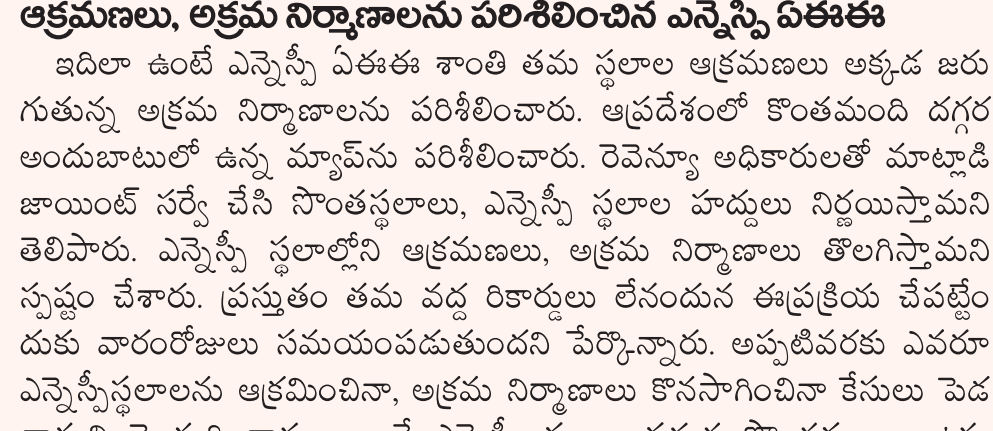 ఆక్రమణలు, అక్రమ నిర్మాణాలను పరిశీలించిన ఎన్నెస్పీ ఏఈఈ
ఇదిలా ఉంటే ఎన్నెస్పీ ఏఈఈ శాంతి తమ స్థలాల ఆక్రమణలు అక్కడ జరు
గుతున్న అక్రమ నిర్మాణాలను పరిశీలించారు. ఆప్రదేశంలో కొంతమంది దగ్గర
అందుబాటులో ఉన్న మ్యాప్‌ను పరిశీలించారు. రెవెన్యూ అధికారులతో మాట్లాడి
జాయింట్ సర్వే చేసి సొంతస్థలాలు, ఎన్నెస్పీ స్థలాల హద్దులు నిర్ణయిస్తామని
తెలిపారు. ఎన్నెస్పీ స్థలాల్లోని ఆక్రమణలు, అక్రమ నిర్మాణాలు తొలగిస్తామని
స్పష్టం చేశారు. ప్రస్తుతం తమ వద్ద రికార్డులు లేనందున ఈప్రక్రియ చేపట్టేం
దుకు వారంరోజులు సమయంపడుతుందని పేర్కొన్నారు. అప్పటివరకు ఎవరూ
ఎన్నెస్పీస్థలాలను ఆక్రమించినా, అక్రమ నిర్మాణాలు కొనసాగించినా కేసులు పెడ